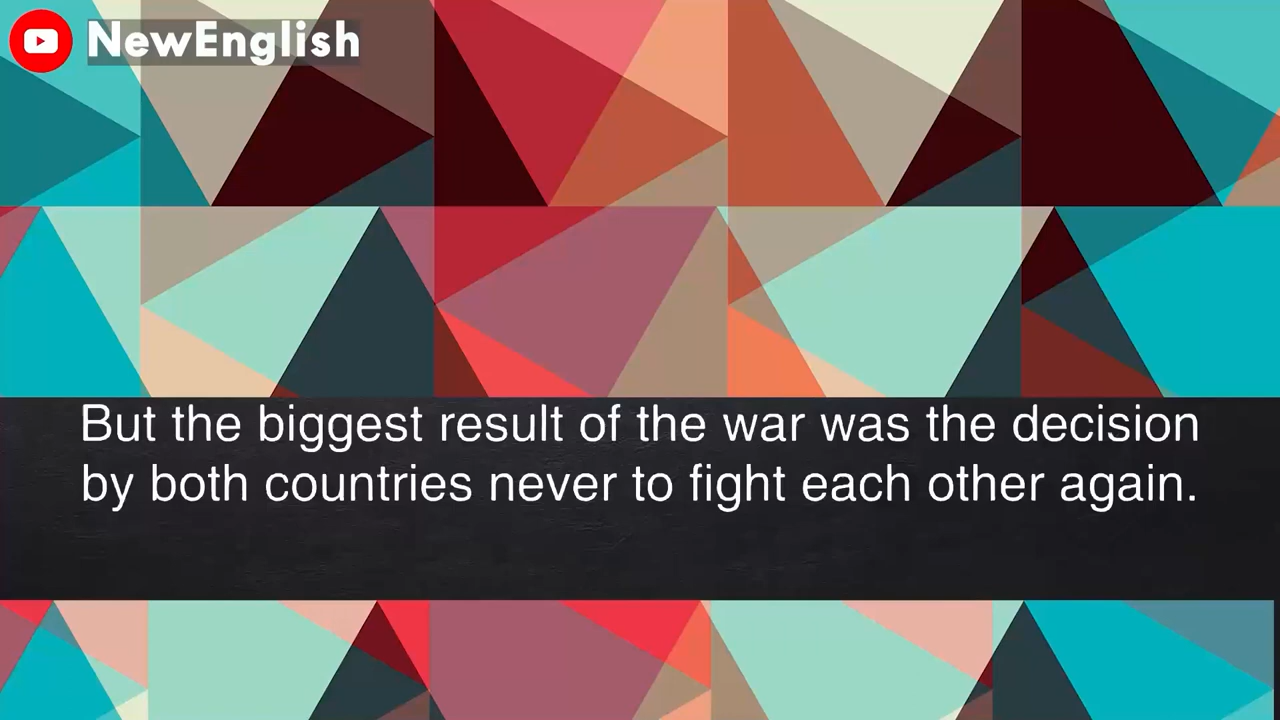 NewEnglish
But the biggest result of the war was the decision
by both countries never to fight each other again.